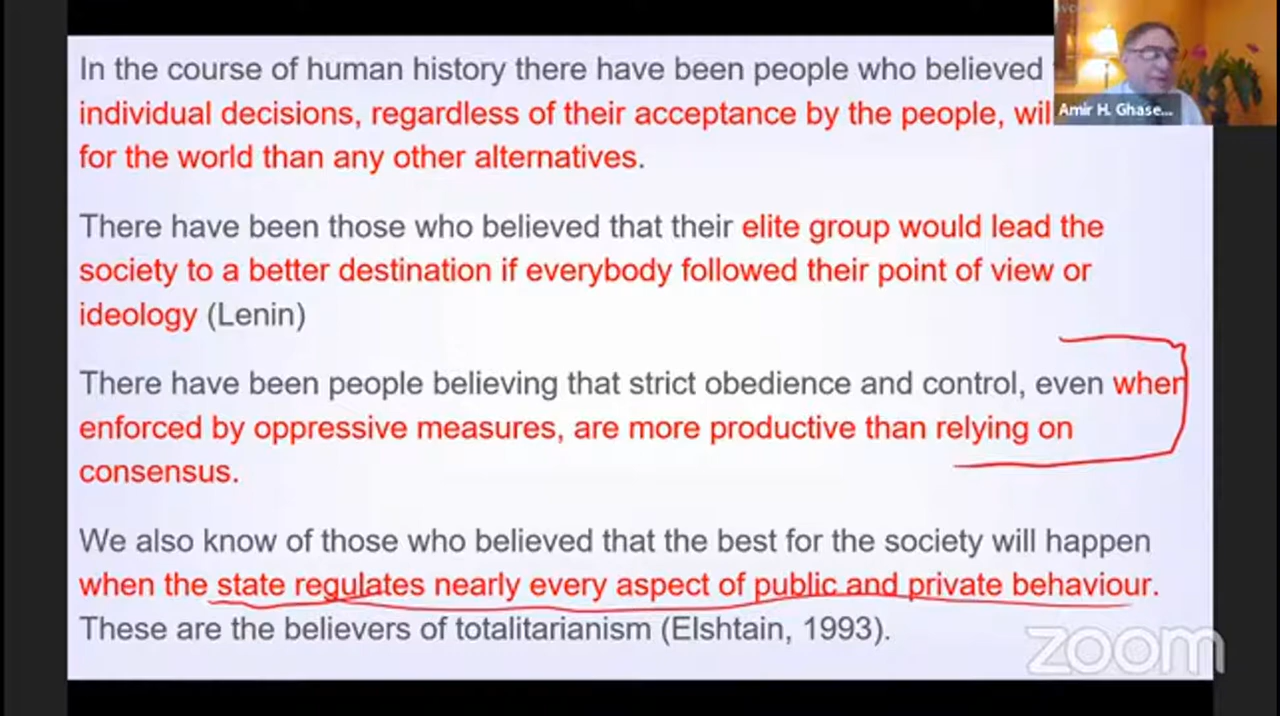 In the course of human history there have been people who believed
individual decisions, regardless of their acceptance by the people, wil
for the world than any other alternatives.
There have been those who believed that their elite group would lead the
society to a better destination if everybody followed their point of view or
ideology (Lenin)
There have been people believing that strict obedience and control, even when
enforced by oppressive measures, are more productive than relying on
consensus.
We also know of those who believed that the best for the society will happen
when the state regulates nearly every aspect of public and private behaviour.
These are the believers of totalitarianism (Elshtain, 1993).
Amir H. Ghase...
zoom